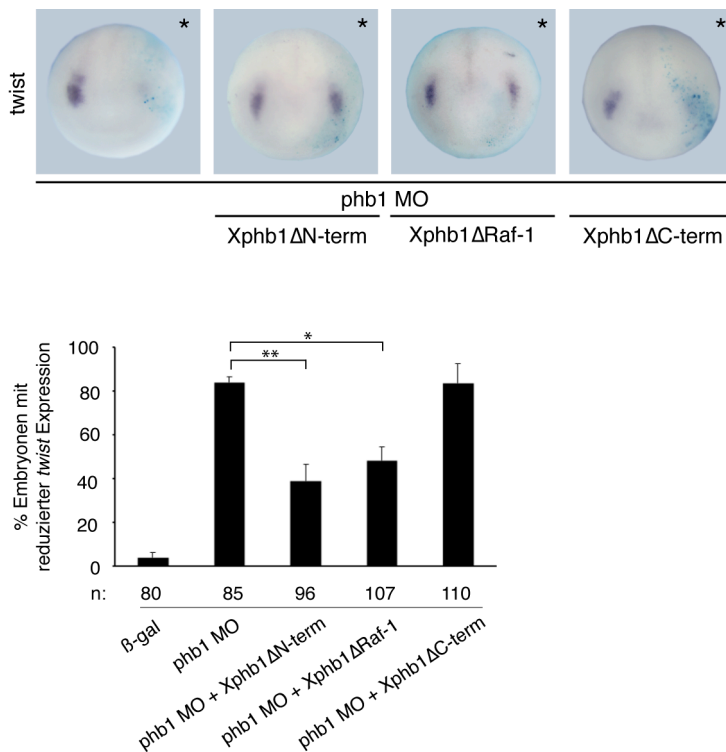 * * * *
twist
phb1 MO
Xphb1ΔN-term Xphb1ΔRaf-1 Xphb1ΔC-term
% Embryonen mit
reduzierter twist Expression
100
80
60
40
20
0
*
**
n: 80 85 96 107 110
ß-gal
phb1 MO
phb1 MO + Xphb1ΔN-term
phb1 MO + Xphb1ΔRaf-1
phb1 MO + Xphb1ΔC-term